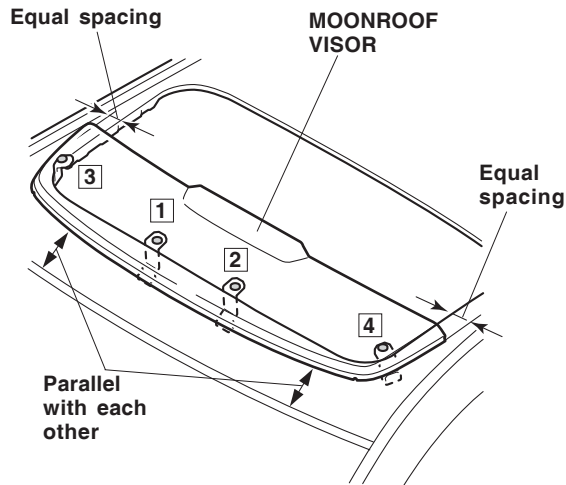 Equal spacing
MOONROOF
VISOR
3
1
2
4
Equal
spacing
Parallel
with each
other